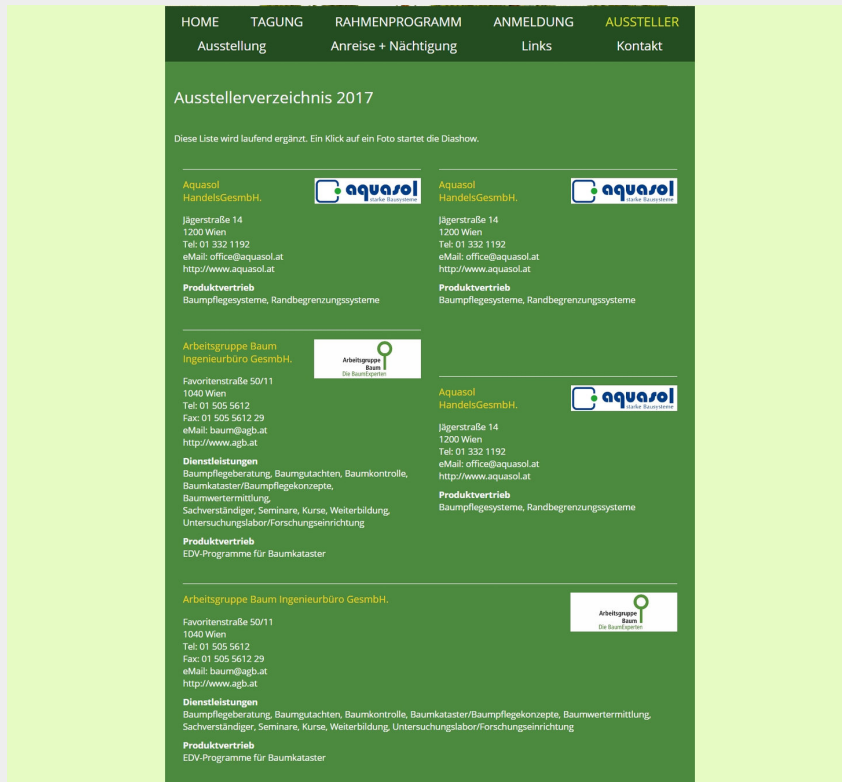 HOME TAGUNG RAHMENPROGRAMM ANMELDUNG AUSSTELLER
Ausstellung Anreise + Nächtigung Links Kontakt
Ausstellerverzeichnis 2017
Diese Liste wird laufend ergänzt. Ein Klick auf ein Foto startet die Diashow.
Aquasol
HandelsGesmbH.
aquasol
starke Bausysteme
Jägerstraße 14
1200 Wien
Tel: 01 332 1192
eMail: office@aquasol.at
http://www.aquasol.at
Produktvertrieb
Baumpflegesysteme, Randbegrenzungssysteme
Aquasol
HandelsGesmbH.
aquasol
starke Bausysteme
Jägerstraße 14
1200 Wien
Tel: 01 332 1192
eMail: office@aquasol.at
http://www.aquasol.at
Produktvertrieb
Baumpflegesysteme, Randbegrenzungssysteme
Arbeitsgruppe Baum
Ingenieurbüro GesmbH.
Arbeitsgruppe
Baum
Die BaumExperten
Favoritenstraße 50/11
1040 Wien
Tel: 01 505 5612
Fax: 01 505 5612 29
eMail: baum@agb.at
http://www.agb.at
Dienstleistungen
Baumpflegeberatung, Baumgutachten, Baumkontrolle,
Baumkataster/Baumpflegekonzepte,
Baumwertermittlung,
Sachverständiger, Seminare, Kurse, Weiterbildung,
Untersuchungslabor/Forschungseinrichtung
Produktvertrieb
EDV-Programme für Baumkataster
Aquasol
HandelsGesmbH.
aquasol
starke Bausysteme
Jägerstraße 14
1200 Wien
Tel: 01 332 1192
eMail: office@aquasol.at
http://www.aquasol.at
Produktvertrieb
Baumpflegesysteme, Randbegrenzungssysteme
Arbeitsgruppe Baum Ingenieurbüro GesmbH.
Arbeitsgruppe
Baum
Die BaumExperten
Favoritenstraße 50/11
1040 Wien
Tel: 01 505 5612
Fax: 01 505 5612 29
eMail: baum@agb.at
http://www.agb.at
Dienstleistungen
Baumpflegeberatung, Baumgutachten, Baumkontrolle, Baumkataster/Baumpflegekonzepte, Baumwertermittlung,
Sachverständiger, Seminare, Kurse, Weiterbildung, Untersuchungslabor/Forschungseinrichtung
Produktvertrieb
EDV-Programme für Baumkataster